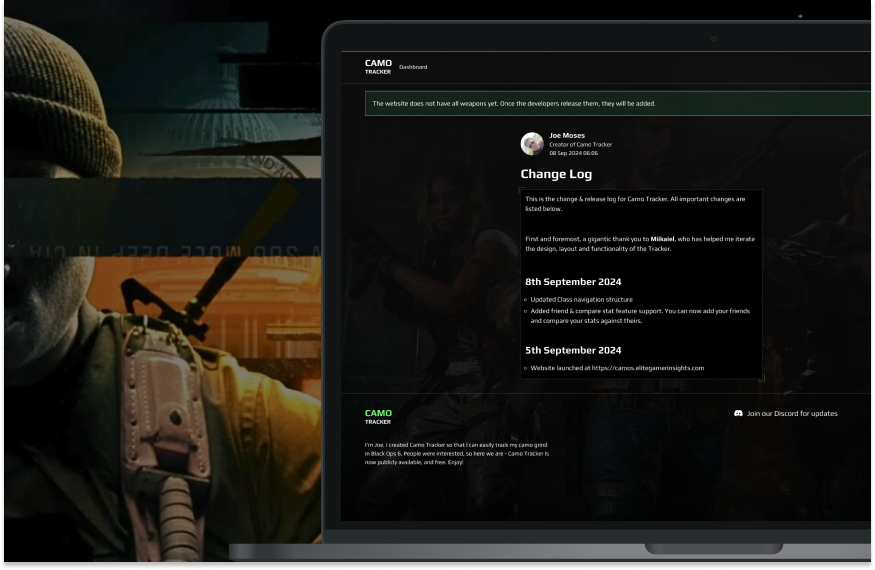 CAMO
TRACKER
Dashboard
The website does not have all weapons yet. Once the developers release them, they will be added.
Joe Moses
Creator of Camo Tracker
08 Sep 2024 06:06
Change Log
This is the change & release log for Camo Tracker. All important changes are
listed below.
First and foremost, a gigantic thank you to Miikaiel, who has helped me iterate
the design, layout and functionality of the Tracker.
8th September 2024
Updated Class navigation structure
Added friend & compare stat feature support. You can now add your friends
and compare your stats against theirs.
5th September 2024
Website launched at https://camos.elitegamerinsights.com
CAMO
TRACKER
Join our Discord for updates
I'm Joe, I created Camo Tracker so that I can easily track my camo grind
in Black Ops 6. People were interested, so here we are - Camo Tracker is
now publicly available, and free. Enjoy!